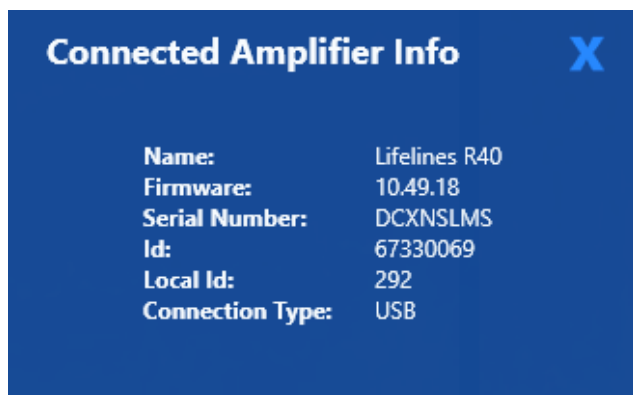 Connected Amplifier Info X
Name: Lifelines R40
Firmware: 10.49.18
Serial Number: DCXNSLMS
Id: 67330069
Local Id: 292
Connection Type: USB